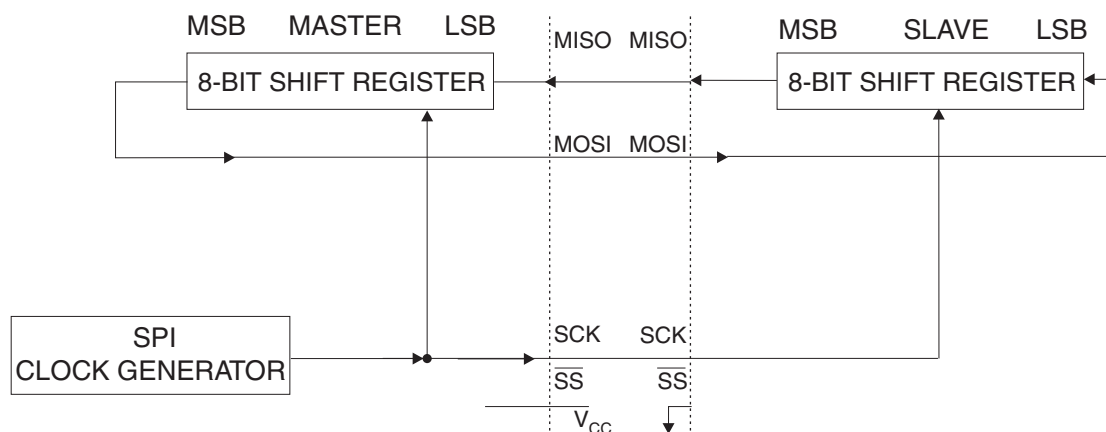 MSB MASTER LSB
MISO MISO
MSB SLAVE LSB
8-BIT SHIFT REGISTER
8-BIT SHIFT REGISTER
MOSI MOSI
SPI
CLOCK GENERATOR
SCK SCK
SS SS
VCC